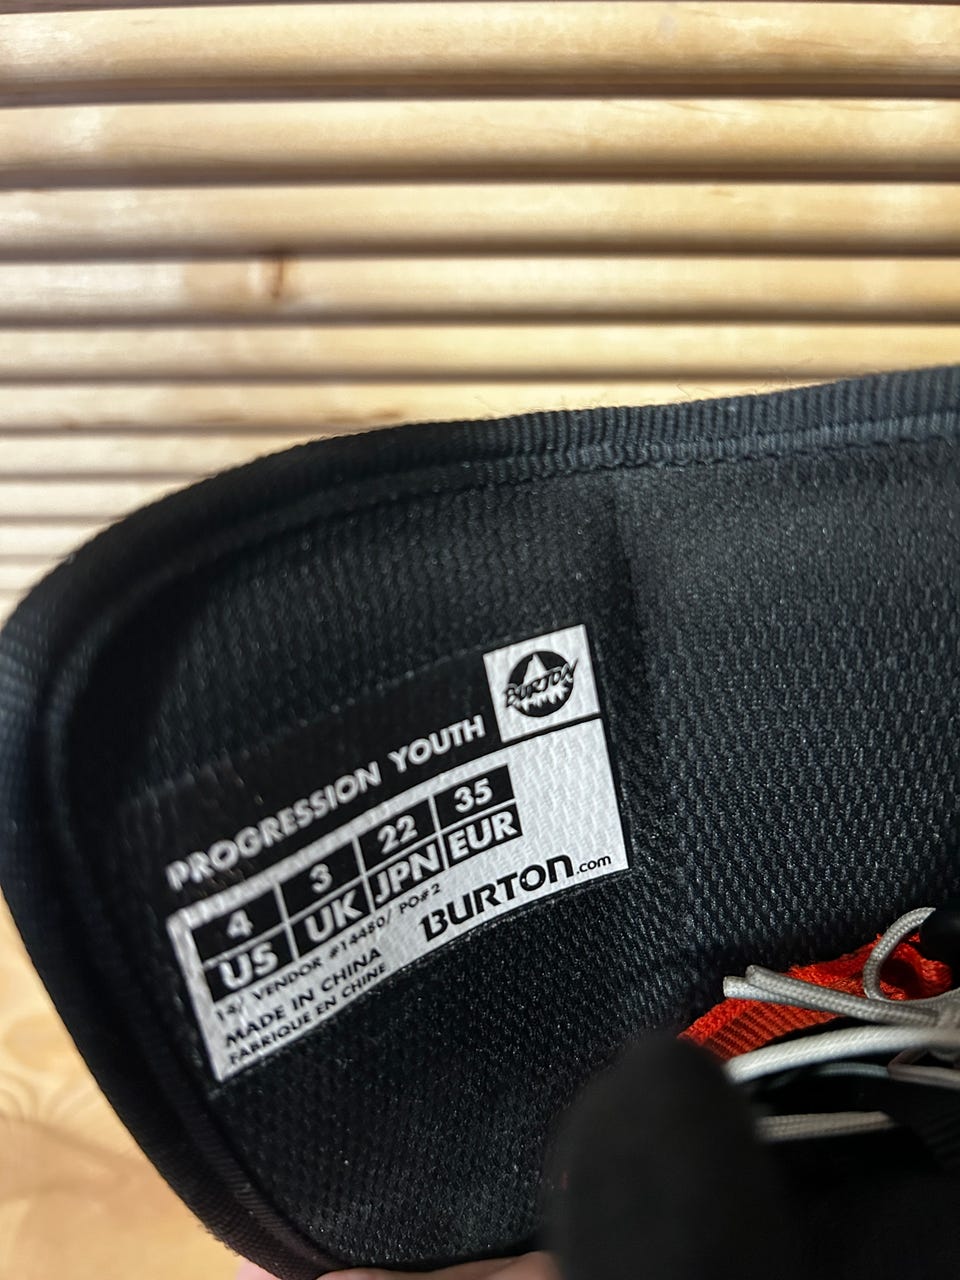 BURTON
PROGRESSION YOUTH
4 3 22 35
US UK JPN EUR
14/ VENDOR #14480/ PO#2
MADE IN CHINA
FABRIQUE EN CHINE
BURTON.com